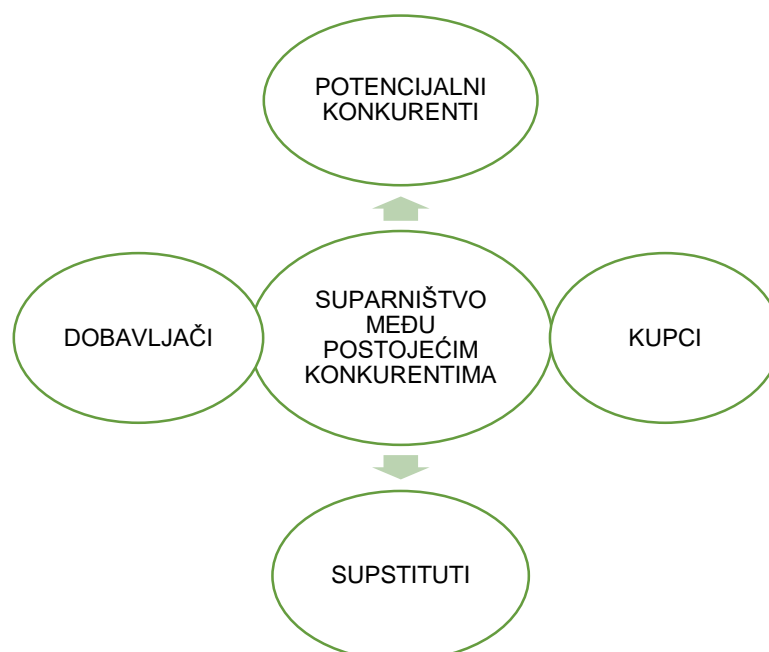 POTENCIJALNI
KONKURENTI
DOBAVLJAČI
SUPARNIŠTVO
MEĐU
POSTOJEĆIM
KONKURENTIMA
KUPCI
SUPSTITUTI